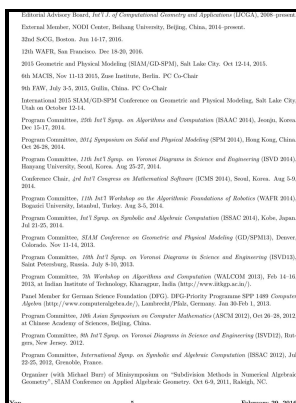 Editorial Advisory Board, Int'l J. of Computational Geometry and Applications (IJCGA), 2008–present.
External Member, NODI Center, Beihang University, Beijing, China, 2014–present.
32nd SoCG, Boston. Jun 14-17, 2016.
12th WAFR, San Francisco. Dec 18-20, 2016.
2015 Geometric and Physical Modeling (SIAM/GD-SPM), Salt Lake City. Oct 12-14, 2015.
6th MACIS, Nov 11-13 2015, Zuse Institute, Berlin. PC Co-Chair
9th FAW, July 3-5, 2015, Guilin, China. PC Co-Chair
International 2015 SIAM/GD-SPM Conference on Geometric and Physical Modeling, Salt Lake City,
Utah on October 12-14.
Program Committee, 25th Int'l Symp. on Algorithms and Computation (ISAAC 2014), Jeonju, Korea.
Dec 15-17, 2014.
Program Committee, 2014 Symposium on Solid and Physical Modeling (SPM 2014), Hong Kong, China.
Oct 26-28, 2014.
Program Committee, 11th Int'l Symp. on Voronoi Diagrams in Science and Engineering (ISVD 2014),
Hanyang University, Seoul, Korea. Aug 25-27, 2014.
Conference Chair, 4rd Int'l Congress on Mathematical Software (ICMS 2014), Seoul, Korea. Aug 5-9,
2014.
Program Committee, 11th Int'l Workshop on the Algorithmic Foundations of Robotics (WAFR 2014),
Bogazici University, Istanbul, Turkey. Aug 3-5, 2014.
Program Committee, Int'l Symp. on Symbolic and Algebraic Computation (ISSAC 2014), Kobe, Japan.
Jul 21-25, 2014.
Program Committee, SIAM Conference on Geometric and Physical Modeling (GD/SPM13), Denver,
Colorado. Nov 11-14, 2013.
Program Committee, 10th Int'l Symp. on Voronoi Diagrams in Science and Engineering (ISVD13),
Saint Petersburg, Russia. July 8-10, 2013.
Program Committee, 7th Workshop on Algorithms and Computation (WALCOM 2013), Feb 14-16,
2013, at Indian Institute of Technology, Kharagpur, India (http://www.iitkgp.ac.in/).
Panel Member for German Science Foundation (DFG). DFG-Priority Programme SPP 1489 Computer
Algebra (http://www.computeralgebra.de/), Lambrecht/Pfalz, Germany. Jan 30-Feb 1, 2013.
Program Committee, 10th Asian Symposium on Computer Mathematics (ASCM 2012), Oct 26-28, 2012,
at Chinese Academy of Sciences, Beijing, China.
Program Committee, 9th Int'l Symp. on Voronoi Diagrams in Science and Engineering (ISVD12), Rut-
gers, New Jersey. 2012.
Program Committee, International Symp. on Symbolic and Algebraic Computation (ISSAC 2012), Jul
22-25, 2012, Grenoble, France.
Organizer (with Michael Burr) of Minisymposium on "Subdivision Methods in Numerical Algebraic
Geometry", SIAM Conference on Applied Algebraic Geometry. Oct 6-9, 2011, Raleigh, NC.
Yap 5 February 29, 2016